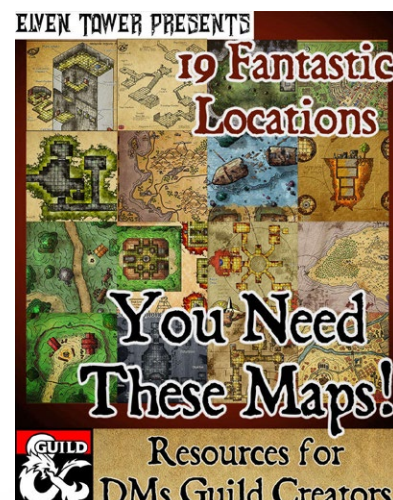 ELVEN TOWER PRESENTS
19 Fantastic
Locations
You Need
These Maps!
GUILD
Resources for
DMs Guild Creators